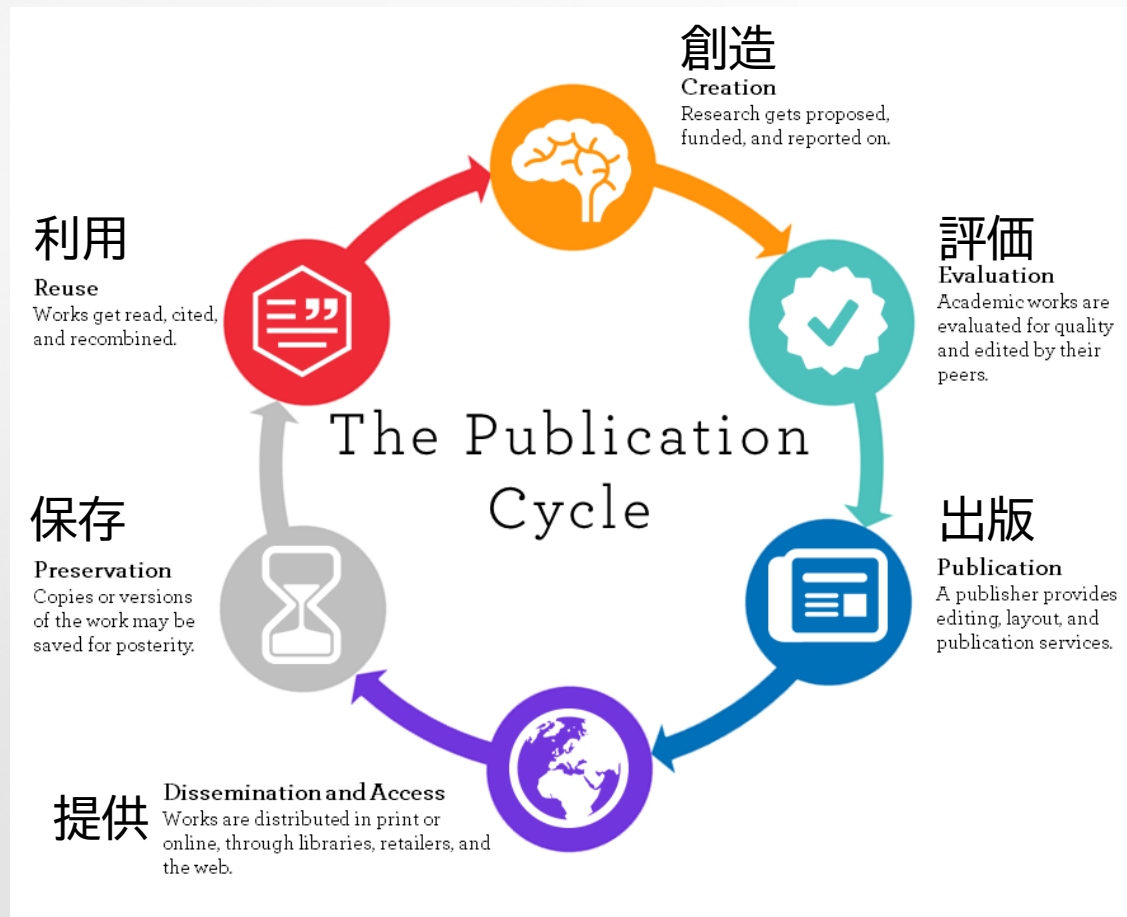 創造
Creation
Research gets proposed,
funded, and reported on.
評価
Evaluation
Academic works are
evaluated for quality
and edited by their
peers.
出版
Publication
A publisher provides
editing, layout, and
publication services.
提供
Dissemination and Access
Works are distributed in print or
online, through libraries, retailers, and
the web.
保存
Preservation
Copies or versions
of the work may be
saved for posterity.
利用
Reuse
Works get read, cited,
and recombined.
The Publication
Cycle